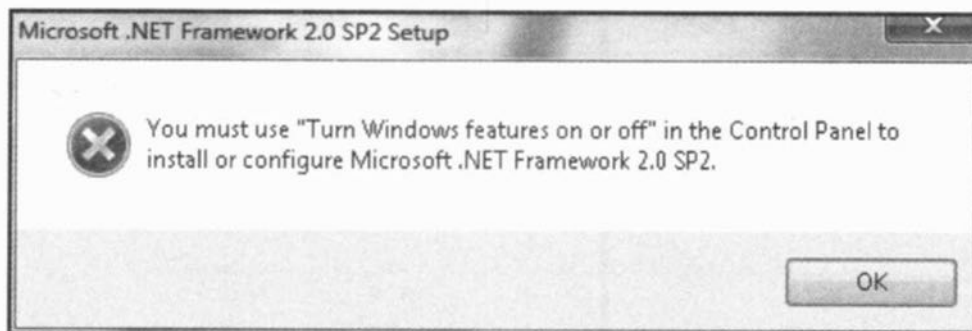 Microsoft .NET Framework 2.0 SP2 Setup
You must use "Turn Windows features on or off" in the Control Panel to
install or configure Microsoft .NET Framework 2.0 SP2.
OK